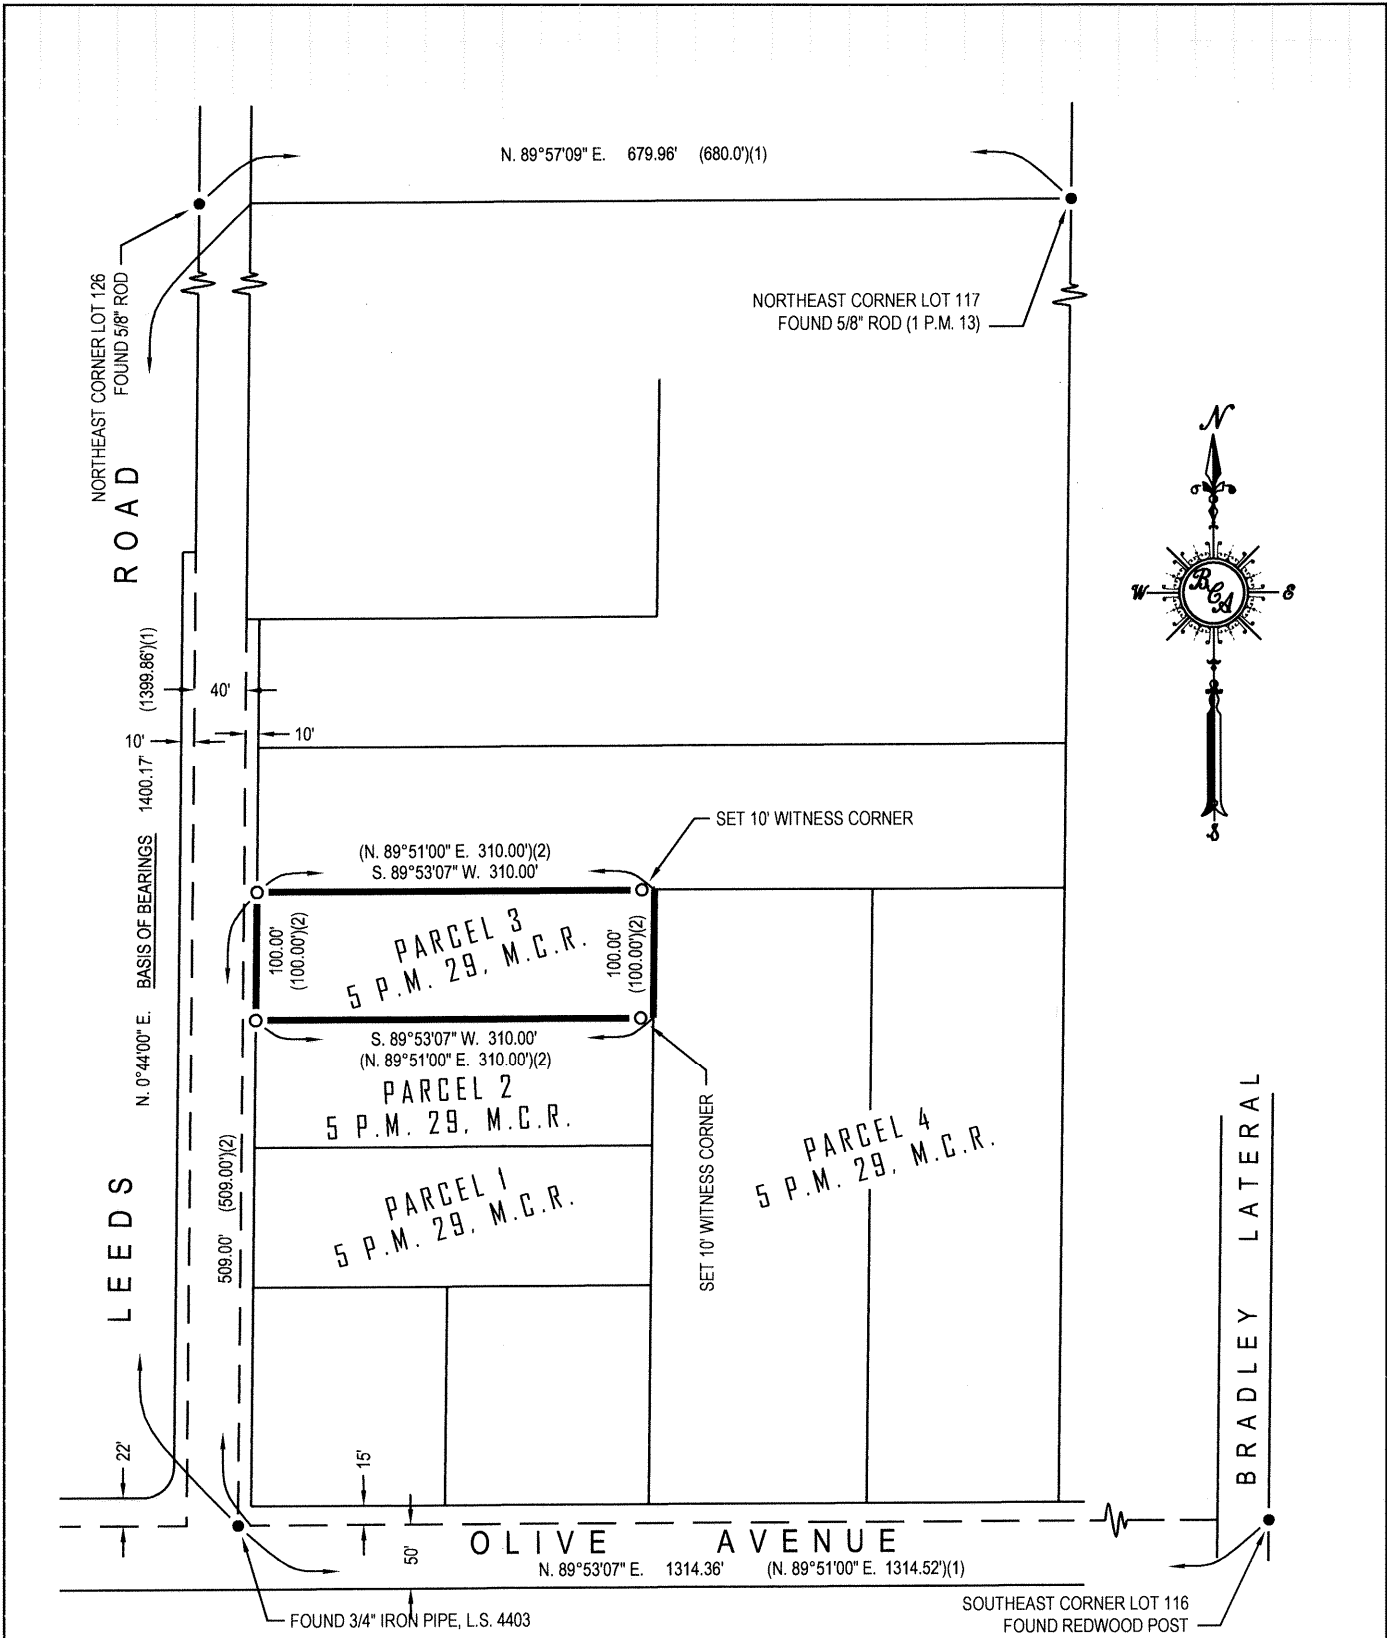 N. 89°57'09" E. 679.96' (680.0')(1)
NORTHEAST CORNER LOT 126
FOUND 5/8" ROD
NORTHEAST CORNER LOT 117
FOUND 5/8" ROD (1 P.M. 13)
N
W
E
S
BCA
LEEDS ROAD
N. 0°44'00" E. BASIS OF BEARINGS 1400.17' (1399.86')(1)
40'
10'
10'
SET 10' WITNESS CORNER
(N. 89°51'00" E. 310.00')(2)
S. 89°53'07" W. 310.00'
100.00'
(100.00')(2)
PARCEL 3
5 P.M. 29, M.C.R.
100.00'
(100.00')(2)
S. 89°53'07" W. 310.00'
(N. 89°51'00" E. 310.00')(2)
PARCEL 2
5 P.M. 29, M.C.R.
SET 10' WITNESS CORNER
PARCEL 4
5 P.M. 29, M.C.R.
509.00' (509.00')(2)
PARCEL 1
5 P.M. 29, M.C.R.
BRADLEY LATERAL
22'
15'
50'
OLIVE AVENUE
N. 89°53'07" E. 1314.36' (N. 89°51'00" E. 1314.52')(1)
FOUND 3/4" IRON PIPE, L.S. 4403
SOUTHEAST CORNER LOT 116
FOUND REDWOOD POST